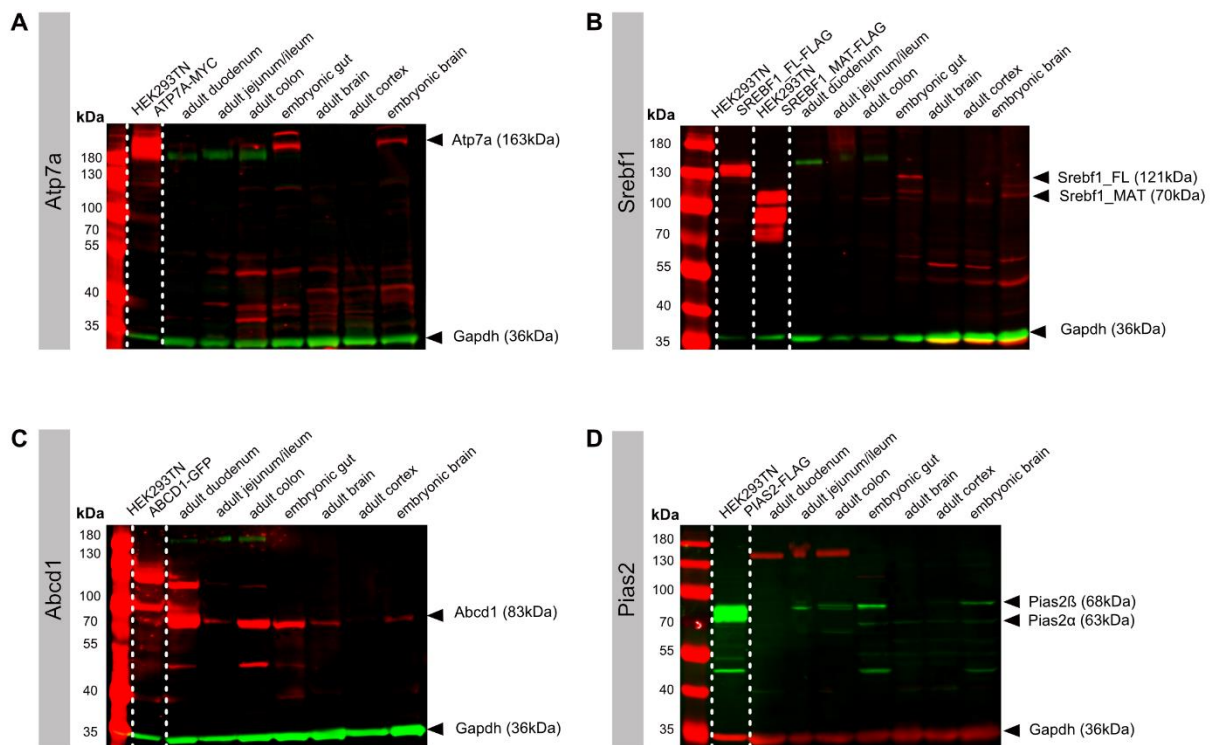 A
Atp7a
kDa
HEK293TN
ATP7A-MYC
adult duodenum
adult jejunum/ileum
adult colon
embryonic gut
adult brain
adult cortex
embryonic brain
180
130
100
70
55
40
35
Atp7a (163kDa)
Gapdh (36kDa)
B
Srebf1
kDa
HEK293TN
SREBF1_FL-FLAG
HEK293TN
SREBF1_MAT-FLAG
adult duodenum
adult jejunum/ileum
adult colon
embryonic gut
adult brain
adult cortex
embryonic brain
180
130
100
70
55
40
35
Srebf1_FL (121kDa)
Srebf1_MAT (70kDa)
Gapdh (36kDa)
C
Abcd1
kDa
HEK293TN
ABCD1-GFP
adult duodenum
adult jejunum/ileum
adult colon
embryonic gut
adult brain
adult cortex
embryonic brain
180
130
100
70
55
40
35
Abcd1 (83kDa)
Gapdh (36kDa)
D
Pias2
kDa
HEK293TN
PIAS2-FLAG
adult duodenum
adult jejunum/ileum
adult colon
embryonic gut
adult brain
adult cortex
embryonic brain
180
130
100
70
55
40
35
Pias2ß (68kDa)
Pias2α (63kDa)
Gapdh (36kDa)